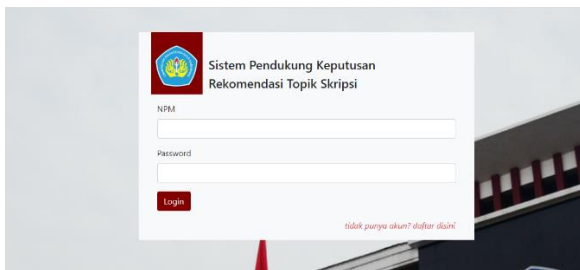 Sistem Pendukung Keputusan
Rekomendasi Topik Skripsi
NPM
Password
Login
tidak punya akun? daftar disini